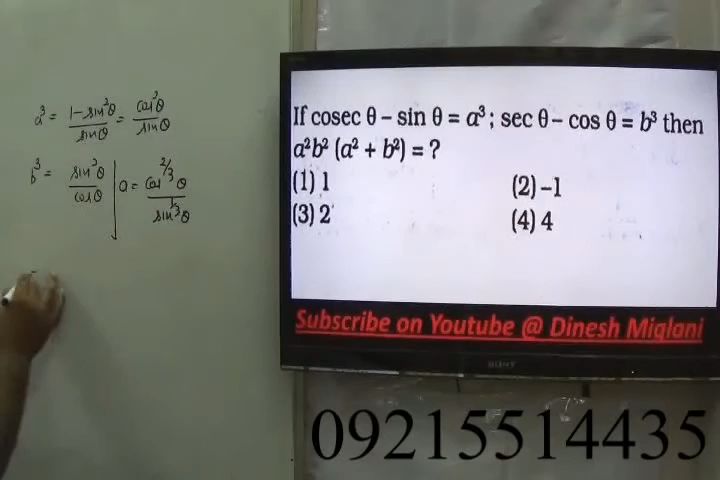 a³ = 1-sin²θ / sinθ = cos²θ / sinθ
b³ = sin²θ / cosθ | a = cos^2/3 θ / sin^1/3 θ
If cosec θ – sin θ = a³ ; sec θ – cos θ = b³ then
a²b² (a² + b²) = ?
(1) 1 (2) –1
(3) 2 (4) 4
Subscribe on Youtube @ Dinesh Miglani
SONY
09215514435